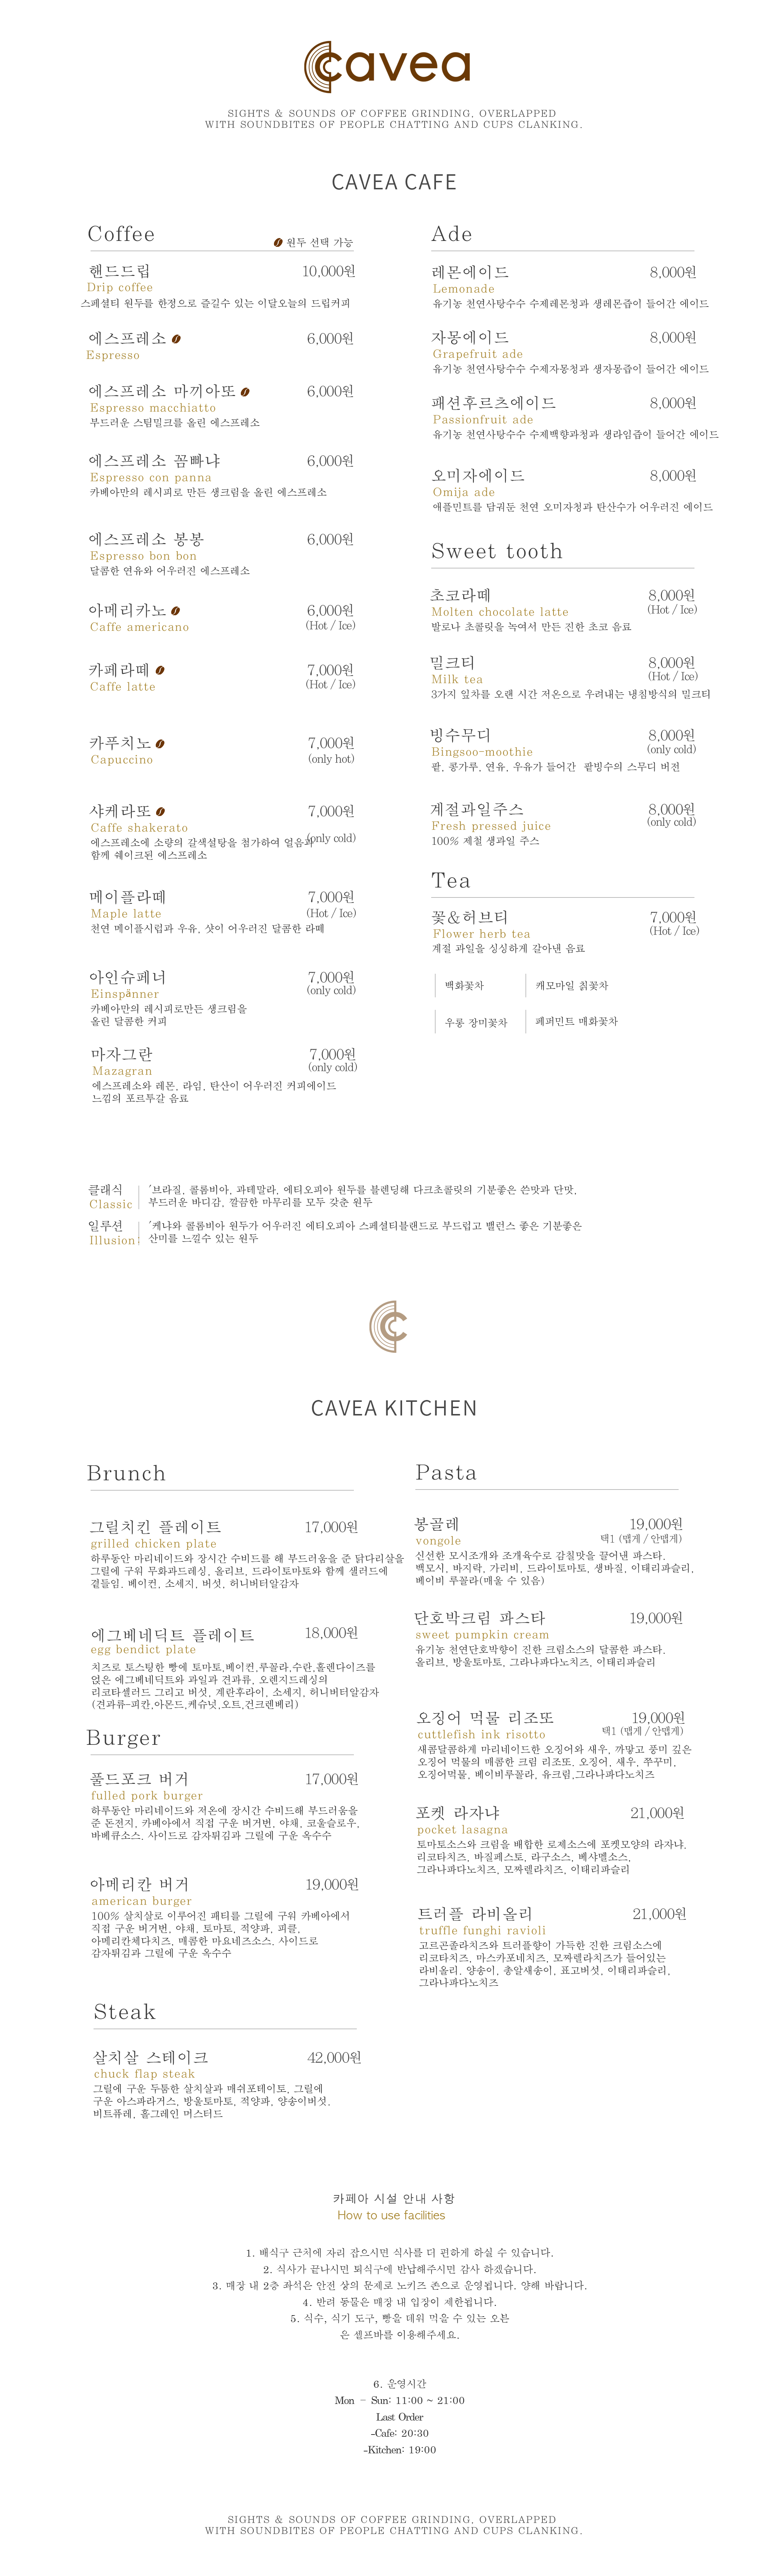 cavea
SIGHTS & SOUNDS OF COFFEE GRINDING, OVERLAPPED
WITH SOUNDBITES OF PEOPLE CHATTING AND CUPS CLANKING.
CAVEA CAFE
Coffee
원두 선택 가능
핸드드립 10,000원
Drip coffee
스페셜티 원두를 한정으로 즐길수 있는 이달오늘의 드립커피
에스프레소 6,000원
Espresso
에스프레소 마끼아또 6,000원
Espresso macchiatto
부드러운 스팀밀크를 올린 에스프레소
에스프레소 꼼빠냐 6,000원
Espresso con panna
카베아만의 레시피로 만든 생크림을 올린 에스프레소
에스프레소 봉봉 6,000원
Espresso bon bon
달콤한 연유와 어우러진 에스프레소
아메리카노 6,000원
Caffe americano (Hot / Ice)
카페라떼 7,000원
Caffe latte (Hot / Ice)
카푸치노 7,000원
Capuccino (only hot)
샤케라또 7,000원
Caffe shakerato
(only cold)
에스프레소에 소량의 갈색설탕을 첨가하여 얼음과
함께 쉐이크된 에스프레소
메이플라떼 7,000원
Maple latte (Hot / Ice)
천연 메이플시럽과 우유, 샷이 어우러진 달콤한 라떼
아인슈페너 7,000원
Einspänner (only cold)
카베아만의 레시피로만든 생크림을
올린 달콤한 커피
마자그란 7,000원
Mazagran (only cold)
에스프레소와 레몬, 라임, 탄산이 어우러진 커피에이드
느낌의 포르투갈 음료
Ade
레몬에이드 8,000원
Lemonade
유기농 천연사탕수수 수제레몬청과 생레몬즙이 들어간 에이드
자몽에이드 8,000원
Grapefruit ade
유기농 천연사탕수수 수제자몽청과 생자몽즙이 들어간 에이드
패션후르츠에이드 8,000원
Passionfruit ade
유기농 천연사탕수수 수제백향과청과 생라임즙이 들어간 에이드
오미자에이드 8,000원
Omija ade
애플민트를 담궈둔 천연 오미자청과 탄산수가 어우러진 에이드
Sweet tooth
초코라떼 8,000원
Molten chocolate latte (Hot / Ice)
발로나 초콜릿을 녹여서 만든 진한 초코 음료
밀크티 8,000원
Milk tea (Hot / Ice)
3가지 잎차를 오랜 시간 저온으로 우려내는 냉침방식의 밀크티
빙수무디 8,000원
Bingsoo-moothie (only cold)
팥, 콩가루, 연유, 우유가 들어간 팥빙수의 스무디 버전
계절과일주스 8,000원
Fresh pressed juice (only cold)
100% 제철 생과일 주스
Tea
꽃&허브티 7,000원
Flower herb tea (Hot / Ice)
계절 과일을 싱싱하게 갈아낸 음료
백화꽃차 캐모마일 칡꽃차
우롱 장미꽃차 페퍼민트 매화꽃차
클래식
Classic
'브라질, 콜롬비아, 과테말라, 에티오피아 원두를 블렌딩해 다크초콜릿의 기분좋은 쓴맛과 단맛,
부드러운 바디감, 깔끔한 마무리를 모두 갖춘 원두
일루션
Illusion
'케냐와 콜롬비아 원두가 어우러진 에티오피아 스페셜티블랜드로 부드럽고 밸런스 좋은 기분좋은
산미를 느낄수 있는 원두
CAVEA KITCHEN
Brunch
그릴치킨 플레이트 17,000원
grilled chicken plate
하루동안 마리네이드와 장시간 수비드를 해 부드러움을 준 닭다리살을
그릴에 구워 무화과드레싱, 올리브, 드라이토마토와 함께 샐러드에
곁들임. 베이컨, 소세지, 버섯, 허니버터알감자
에그베네딕트 플레이트 18,000원
egg bendict plate
치즈로 토스팅한 빵에 토마토,베이컨,루꼴라,수란,홀렌다이즈를
얹은 에그베네딕트와 과일과 견과류, 오렌지드레싱의
리코타샐러드 그리고 버섯, 계란후라이, 소세지, 허니버터알감자
(견과류-피칸,아몬드,케슈넛,오트,건크렌베리)
Burger
풀드포크 버거 17,000원
fulled pork burger
하루동안 마리네이드와 저온에 장시간 수비드해 부드러움을
준 돈전지, 카베아에서 직접 구운 버거번, 야채, 코울슬로우,
바베큐소스. 사이드로 감자튀김과 그릴에 구운 옥수수
아메리칸 버거 19,000원
american burger
100% 살치살로 이루어진 패티를 그릴에 구워 카베아에서
직접 구운 버거번, 야채, 토마토, 적양파, 피클,
아메리칸체다치즈, 매콤한 마요네즈소스. 사이드로
감자튀김과 그릴에 구운 옥수수
Steak
살치살 스테이크 42,000원
chuck flap steak
그릴에 구운 두툼한 살치살과 매쉬포테이토, 그릴에
구운 아스파라거스, 방울토마토, 적양파, 양송이버섯,
비트퓨레, 홀그레인 머스터드
Pasta
봉골레 19,000원
vongole 택1 (맵게 / 안맵게)
신선한 모시조개와 조개육수로 감칠맛을 끌어낸 파스타.
백모시, 바지락, 가리비, 드라이토마토, 생바질, 이태리파슬리,
베이비 루꼴라(매울 수 있음)
단호박크림 파스타 19,000원
sweet pumpkin cream
유기농 천연단호박향이 진한 크림소스의 달콤한 파스타.
올리브, 방울토마토, 그라나파다노치즈, 이태리파슬리
오징어 먹물 리조또 19,000원
cuttlefish ink risotto 택1 (맵게 / 안맵게)
새콤달콤하게 마리네이드한 오징어와 새우, 까망고 풍미 깊은
오징어 먹물의 매콤한 크림 리조또. 오징어, 새우, 쭈꾸미,
오징어먹물, 베이비루꼴라, 유크림,그라나파다노치즈
포켓 라자냐 21,000원
pocket lasagna
토마토소스와 크림을 배합한 로제소스에 포켓모양의 라자냐.
리코타치즈, 바질페스토, 라구소스, 베샤멜소스,
그라나파다노치즈, 모짜렐라치즈, 이태리파슬리
트러플 라비올리 21,000원
truffle funghi ravioli
고르곤졸라치즈와 트러플향이 가득한 진한 크림소스에
리코타치즈, 마스카포네치즈, 모짜렐라치즈가 들어있는
라비올리. 양송이, 총알새송이, 표고버섯, 이태리파슬리,
그라나파다노치즈
카페아 시설 안내 사항
How to use facilities
1. 배식구 근처에 자리 잡으시면 식사를 더 편하게 하실 수 있습니다.
2. 식사가 끝나시면 퇴식구에 반납해주시면 감사 하겠습니다.
3. 매장 내 2층 좌석은 안전 상의 문제로 노키즈 존으로 운영됩니다. 양해 바랍니다.
4. 반려 동물은 매장 내 입장이 제한됩니다.
5. 식수, 식기 도구, 빵을 데워 먹을 수 있는 오븐
은 셀프바를 이용해주세요.
6. 운영시간
Mon - Sun: 11:00 ~ 21:00
Last Order
-Cafe: 20:30
-Kitchen: 19:00
SIGHTS & SOUNDS OF COFFEE GRINDING, OVERLAPPED
WITH SOUNDBITES OF PEOPLE CHATTING AND CUPS CLANKING.